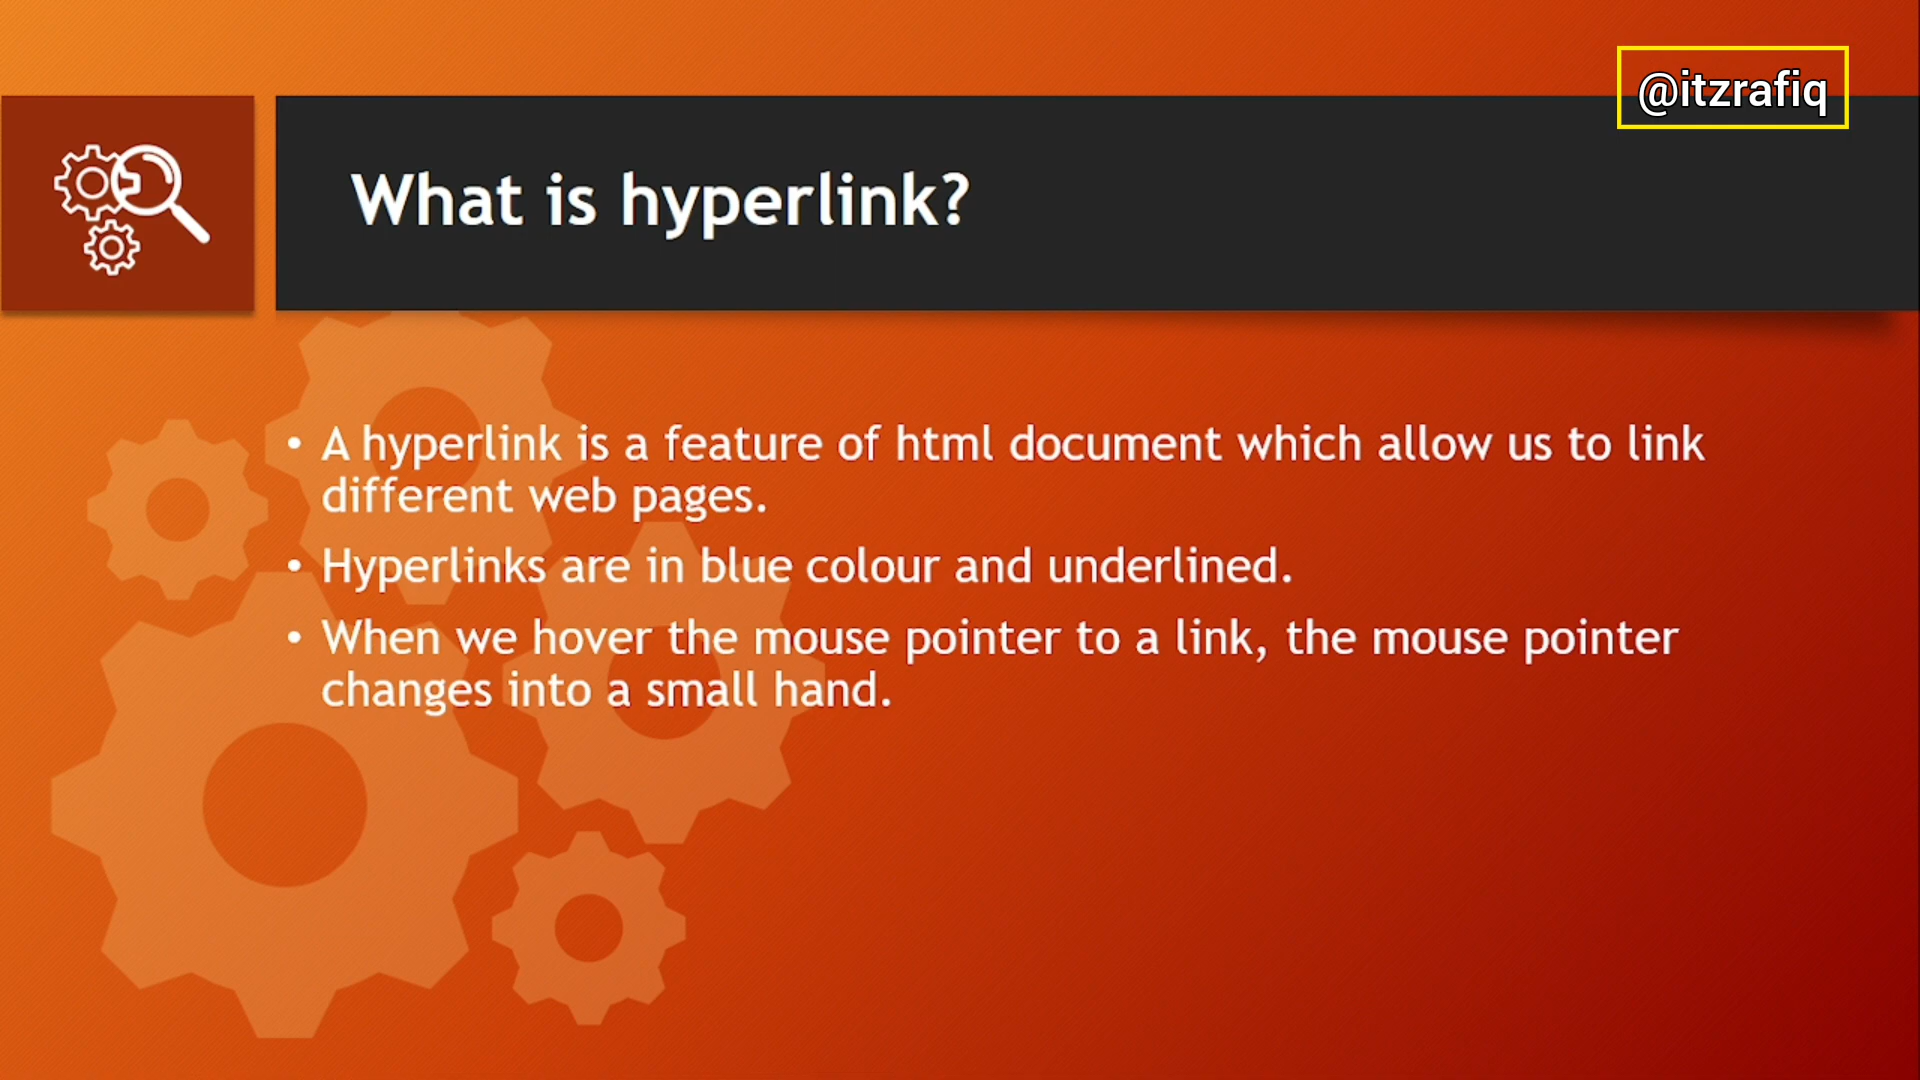 @itzrafiq
What is hyperlink?
• A hyperlink is a feature of html document which allow us to link
different web pages.
• Hyperlinks are in blue colour and underlined.
• When we hover the mouse pointer to a link, the mouse pointer
changes into a small hand.